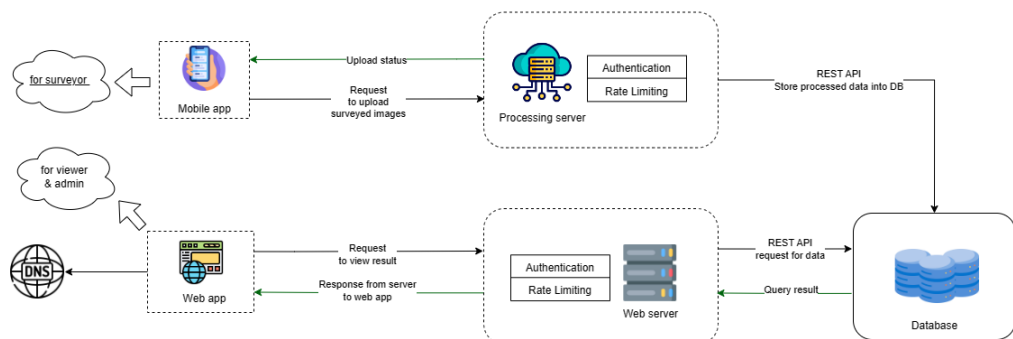 for surveyor
Mobile app
Upload status
Request
to upload
surveyed images
Processing server
Authentication
Rate Limiting
REST API
Store processed data into DB
for viewer
& admin
DNS
Web app
Request
to view result
Response from server
to web app
Authentication
Rate Limiting
Web server
REST API
request for data
Query result
Database